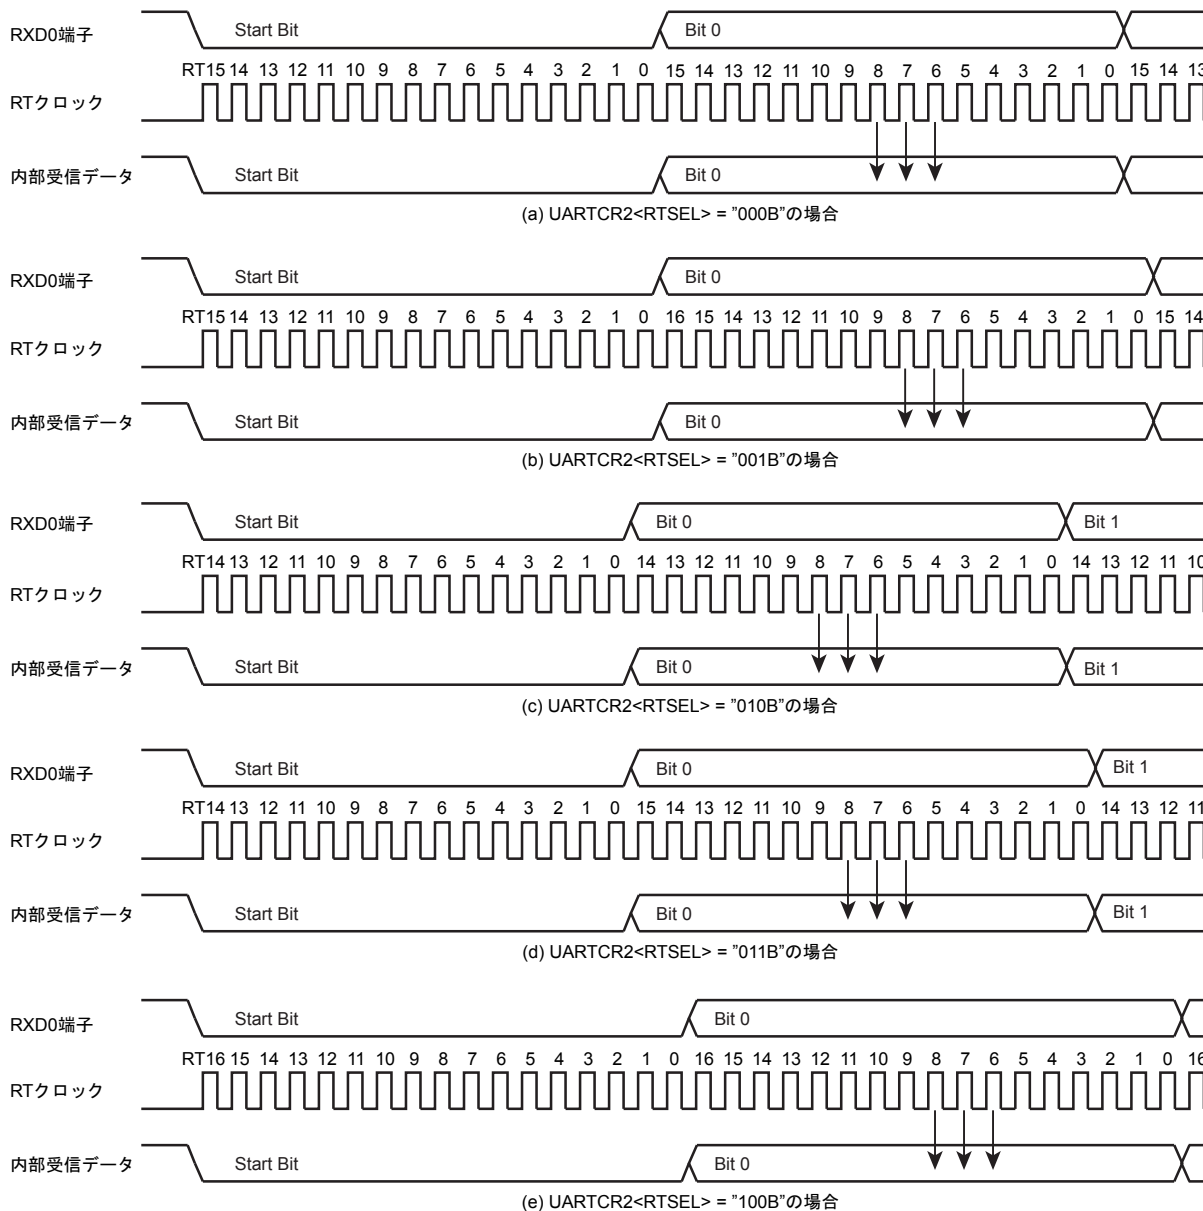 RXD0端子 Start Bit Bit 0
RT15 14 13 12 11 10 9 8 7 6 5 4 3 2 1 0 15 14 13 12 11 10 9 8 7 6 5 4 3 2 1 0 15 14 13
RTクロック
内部受信データ Start Bit Bit 0
(a) UARTCR2<RTSEL> = ”000B”の場合
RXD0端子 Start Bit Bit 0
RT15 14 13 12 11 10 9 8 7 6 5 4 3 2 1 0 16 15 14 13 12 11 10 9 8 7 6 5 4 3 2 1 0 15 14
RTクロック
内部受信データ Start Bit Bit 0
(b) UARTCR2<RTSEL> = ”001B”の場合
RXD0端子 Start Bit Bit 0 Bit 1
RT14 13 12 11 10 9 8 7 6 5 4 3 2 1 0 14 13 12 11 10 9 8 7 6 5 4 3 2 1 0 14 13 12 11 10
RTクロック
内部受信データ Start Bit Bit 0 Bit 1
(c) UARTCR2<RTSEL> = ”010B”の場合
RXD0端子 Start Bit Bit 0 Bit 1
RT14 13 12 11 10 9 8 7 6 5 4 3 2 1 0 15 14 13 12 11 10 9 8 7 6 5 4 3 2 1 0 14 13 12 11
RTクロック
内部受信データ Start Bit Bit 0 Bit 1
(d) UARTCR2<RTSEL> = ”011B”の場合
RXD0端子 Start Bit Bit 0
RT16 15 14 13 12 11 10 9 8 7 6 5 4 3 2 1 0 16 15 14 13 12 11 10 9 8 7 6 5 4 3 2 1 0 16
RTクロック
内部受信データ Start Bit Bit 0
(e) UARTCR2<RTSEL> = ”100B”の場合